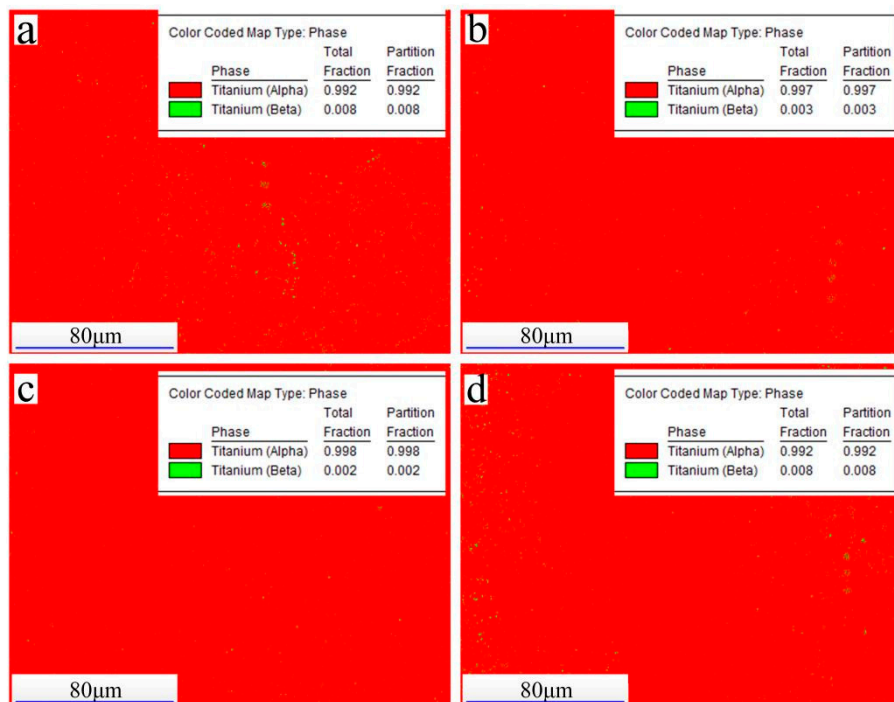 a
Color Coded Map Type: Phase
Total Partition
Phase Fraction Fraction
Titanium (Alpha) 0.992 0.992
Titanium (Beta) 0.008 0.008
80μm
b
Color Coded Map Type: Phase
Total Partition
Phase Fraction Fraction
Titanium (Alpha) 0.997 0.997
Titanium (Beta) 0.003 0.003
80μm
c
Color Coded Map Type: Phase
Total Partition
Phase Fraction Fraction
Titanium (Alpha) 0.998 0.998
Titanium (Beta) 0.002 0.002
80μm
d
Color Coded Map Type: Phase
Total Partition
Phase Fraction Fraction
Titanium (Alpha) 0.992 0.992
Titanium (Beta) 0.008 0.008
80μm